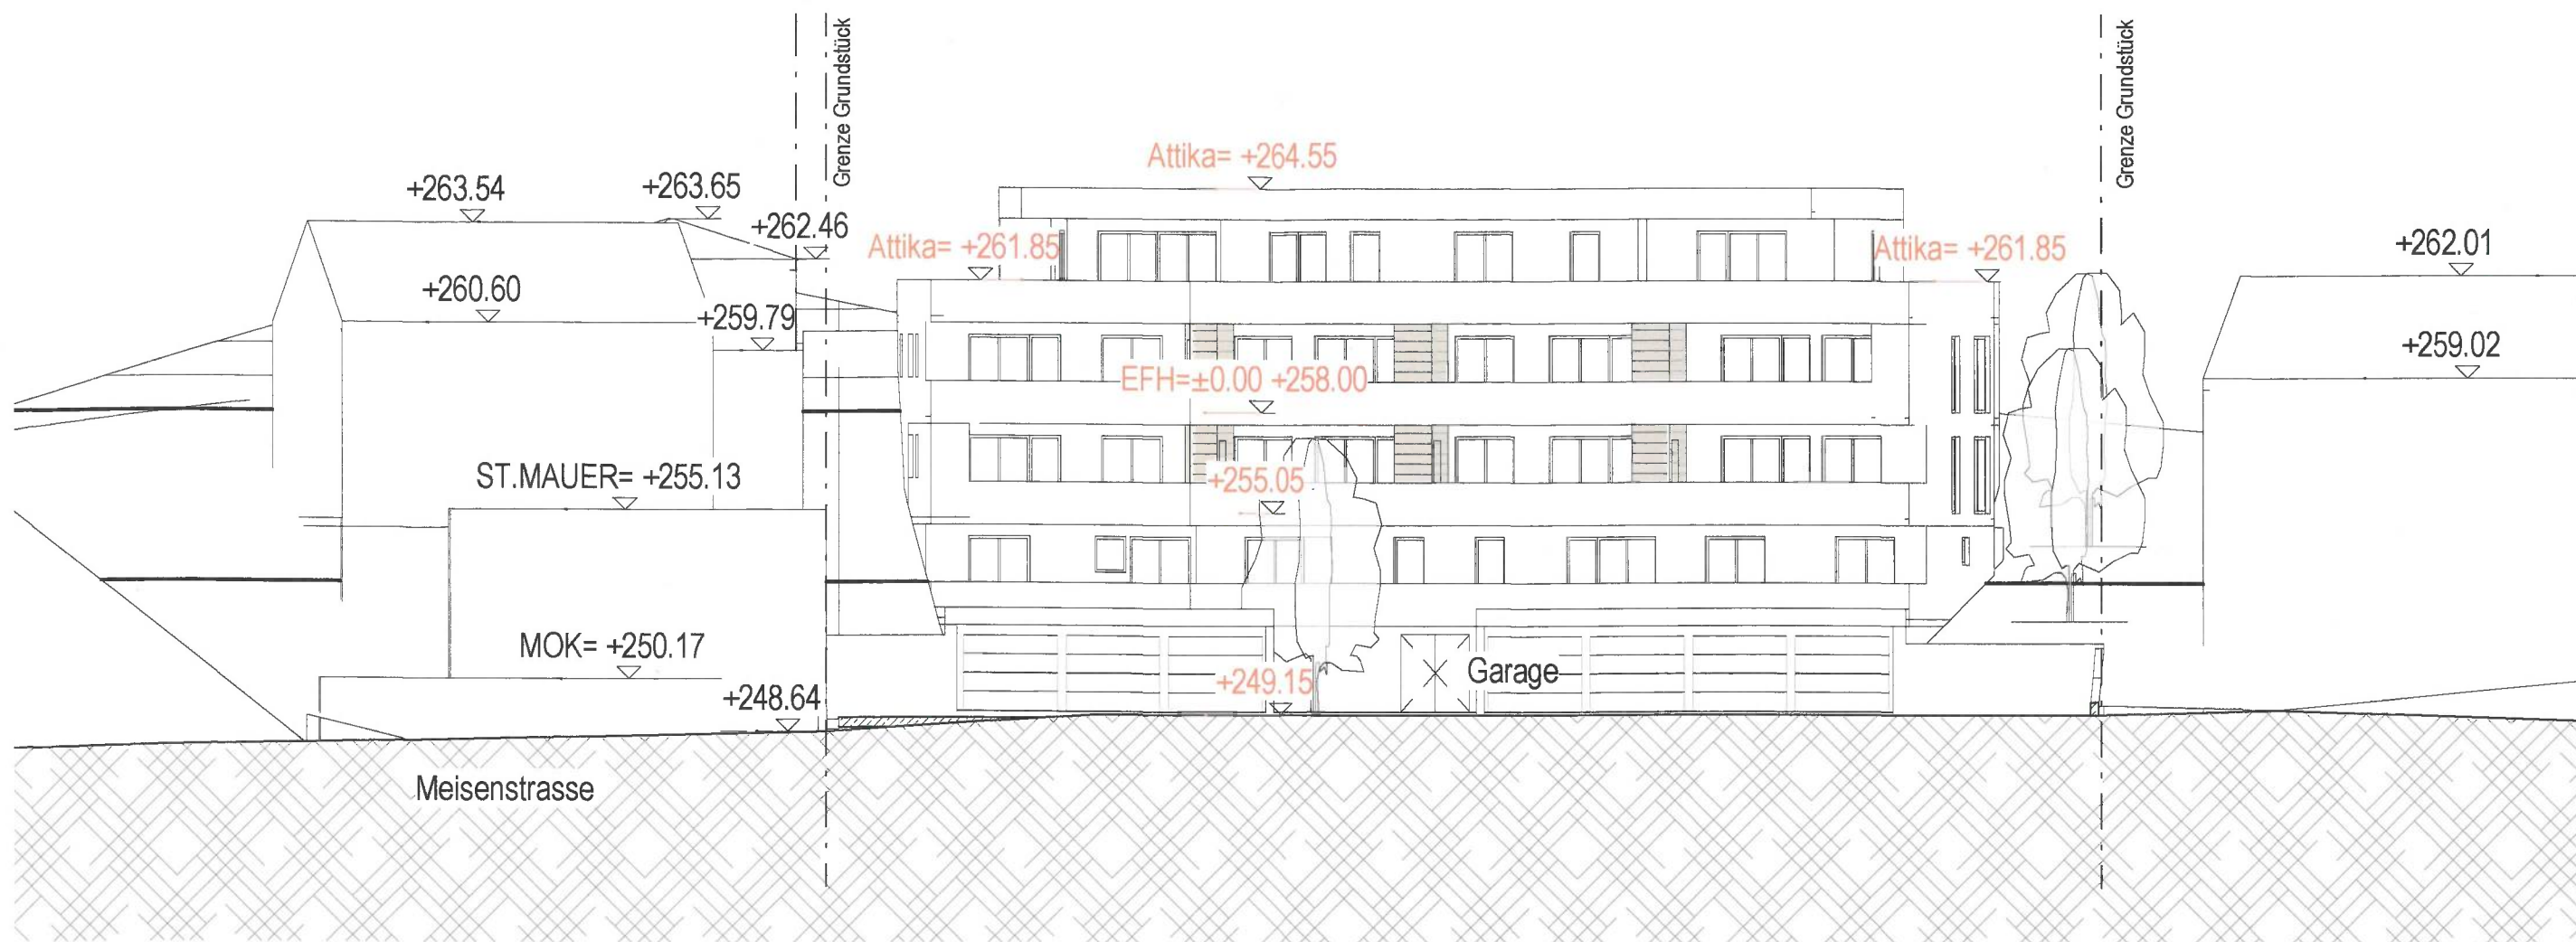 Grenze Grundstück
Grenze Grundstück
Attika= +264.55
+263.54
+263.65
+262.46
Attika= +261.85
Attika= +261.85
+262.01
+260.60
+259.79
+259.02
EFH=±0.00 +258.00
ST.MAUER= +255.13
+255.05
MOK= +250.17
Garage
+249.15
+248.64
Meisenstrasse